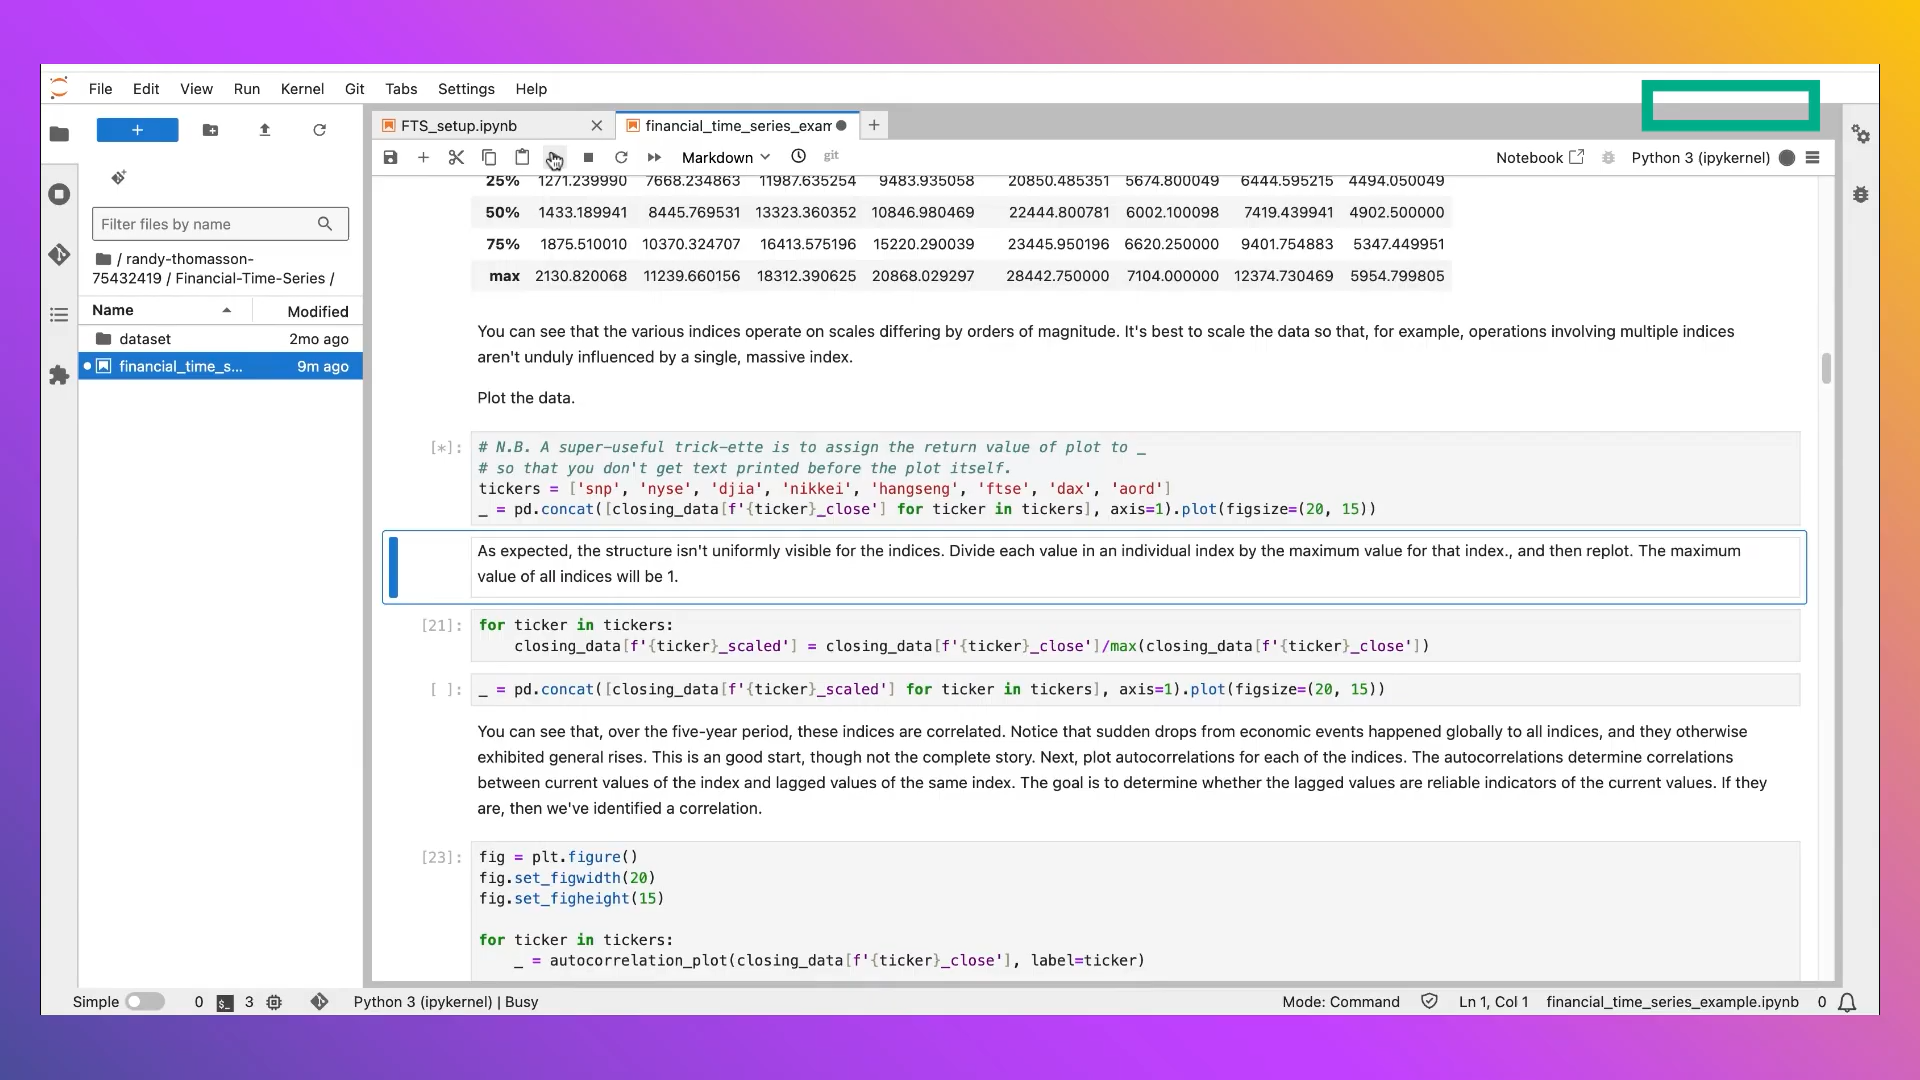 File Edit View Run Kernel Git Tabs Settings Help
FTS_setup.ipynb
financial_time_series_exam
Markdown
git
Notebook
Python 3 (ipykernel)
Filter files by name
/ randy-thomasson-
75432419 / Financial-Time-Series /
Name Modified
dataset 2mo ago
financial_time_s... 9m ago
25% 1271.239990 7668.234863 11987.635254 9483.935058 20850.485351 5674.800049 6444.595215 4494.050049
50% 1433.189941 8445.769531 13323.360352 10846.980469 22444.800781 6002.100098 7419.439941 4902.500000
75% 1875.510010 10370.324707 16413.575196 15220.290039 23445.950196 6620.250000 9401.754883 5347.449951
max 2130.820068 11239.660156 18312.390625 20868.029297 28442.750000 7104.000000 12374.730469 5954.799805
You can see that the various indices operate on scales differing by orders of magnitude. It's best to scale the data so that, for example, operations involving multiple indices
aren't unduly influenced by a single, massive index.
Plot the data.
[*]: # N.B. A super-useful trick-ette is to assign the return value of plot to _
# so that you don't get text printed before the plot itself.
tickers = ['snp', 'nyse', 'djia', 'nikkei', 'hangseng', 'ftse', 'dax', 'aord']
_ = pd.concat([closing_data[f'{ticker}_close'] for ticker in tickers], axis=1).plot(figsize=(20, 15))
As expected, the structure isn't uniformly visible for the indices. Divide each value in an individual index by the maximum value for that index., and then replot. The maximum
value of all indices will be 1.
[21]: for ticker in tickers:
closing_data[f'{ticker}_scaled'] = closing_data[f'{ticker}_close']/max(closing_data[f'{ticker}_close'])
[ ]: _ = pd.concat([closing_data[f'{ticker}_scaled'] for ticker in tickers], axis=1).plot(figsize=(20, 15))
You can see that, over the five-year period, these indices are correlated. Notice that sudden drops from economic events happened globally to all indices, and they otherwise
exhibited general rises. This is an good start, though not the complete story. Next, plot autocorrelations for each of the indices. The autocorrelations determine correlations
between current values of the index and lagged values of the same index. The goal is to determine whether the lagged values are reliable indicators of the current values. If they
are, then we've identified a correlation.
[23]: fig = plt.figure()
fig.set_figwidth(20)
fig.set_figheight(15)
for ticker in tickers:
_ = autocorrelation_plot(closing_data[f'{ticker}_close'], label=ticker)
Simple 0 $_ 3 Python 3 (ipykernel) | Busy Mode: Command Ln 1, Col 1 financial_time_series_example.ipynb 0